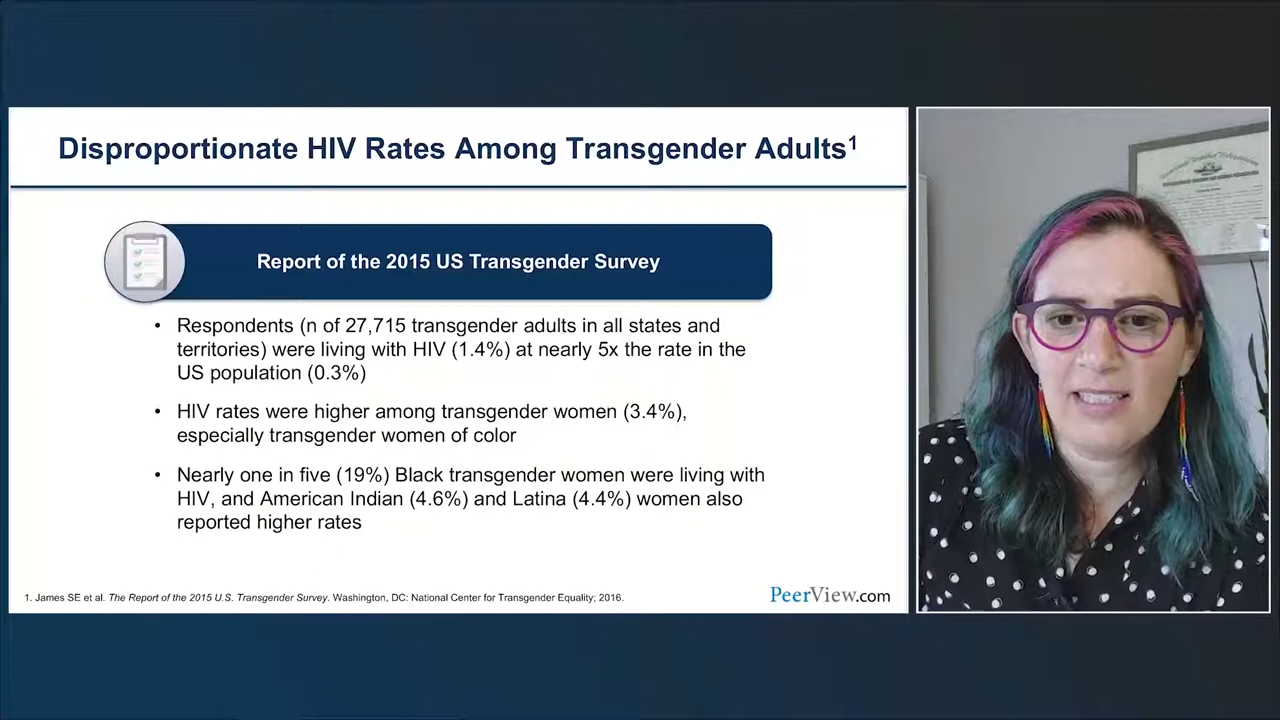 Disproportionate HIV Rates Among Transgender Adults¹
Report of the 2015 US Transgender Survey
• Respondents (n of 27,715 transgender adults in all states and
territories) were living with HIV (1.4%) at nearly 5x the rate in the
US population (0.3%)
• HIV rates were higher among transgender women (3.4%),
especially transgender women of color
• Nearly one in five (19%) Black transgender women were living with
HIV, and American Indian (4.6%) and Latina (4.4%) women also
reported higher rates
1. James SE et al. The Report of the 2015 U.S. Transgender Survey. Washington, DC: National Center for Transgender Equality; 2016.
PeerView.com